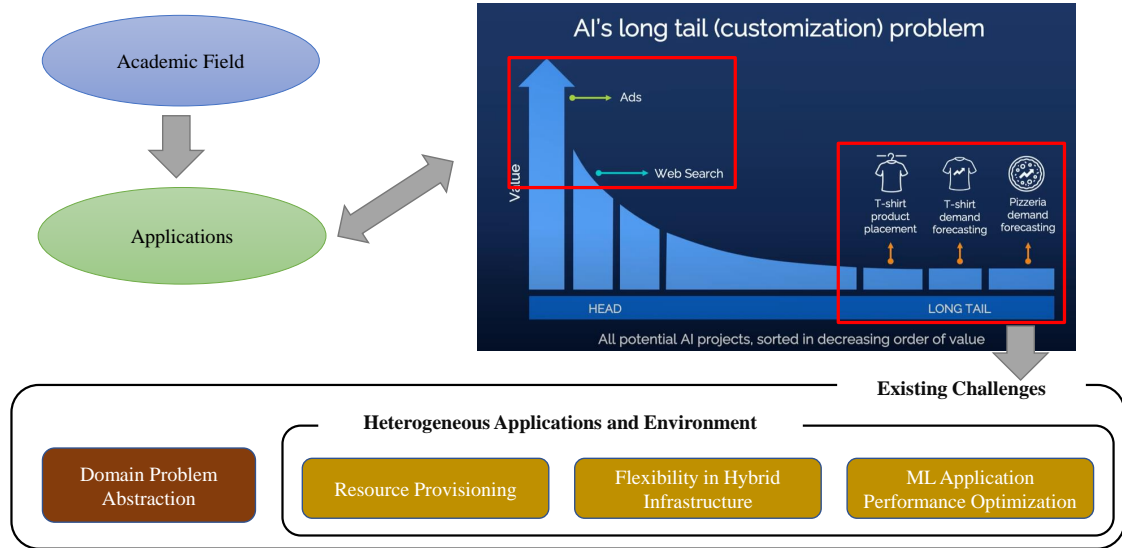 Academic Field
Applications
AI's long tail (customization) problem
Value
Ads
Web Search
T-shirt
product
placement
T-shirt
demand
forecasting
Pizzeria
demand
forecasting
HEAD
LONG TAIL
All potential AI projects, sorted in decreasing order of value
Existing Challenges
Heterogeneous Applications and Environment
Domain Problem
Abstraction
Resource Provisioning
Flexibility in Hybrid
Infrastructure
ML Application
Performance Optimization